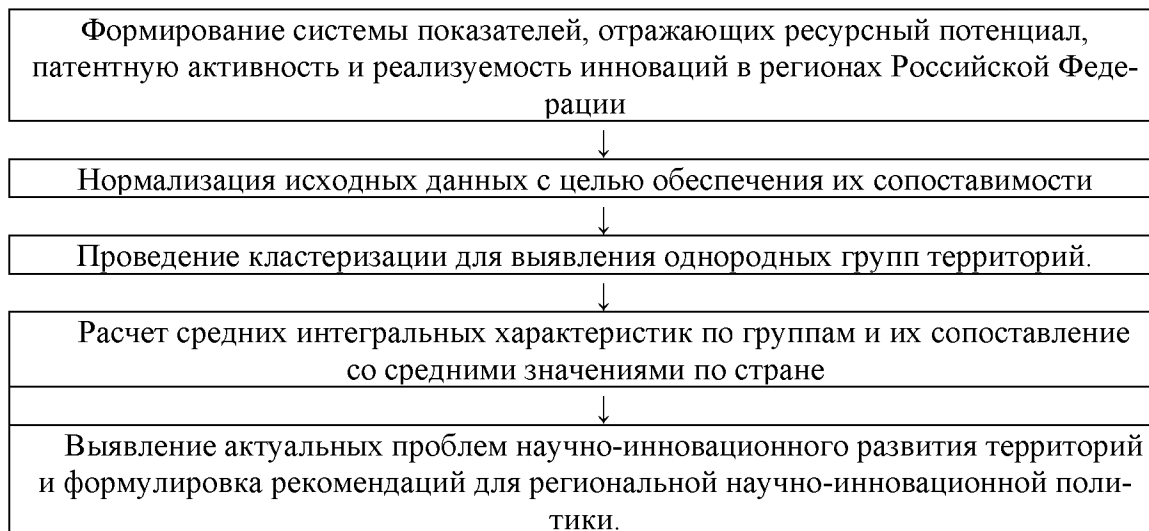 Формирование системы показателей, отражающих ресурсный потенциал,
патентную активность и реализуемость инноваций в регионах Российской Феде-
рации
↓
Нормализация исходных данных с целью обеспечения их сопоставимости
↓
Проведение кластеризации для выявления однородных групп территорий.
↓
Расчет средних интегральных характеристик по группам и их сопоставление
со средними значениями по стране
↓
Выявление актуальных проблем научно-инновационного развития территорий
и формулировка рекомендаций для региональной научно-инновационной поли-
тики.